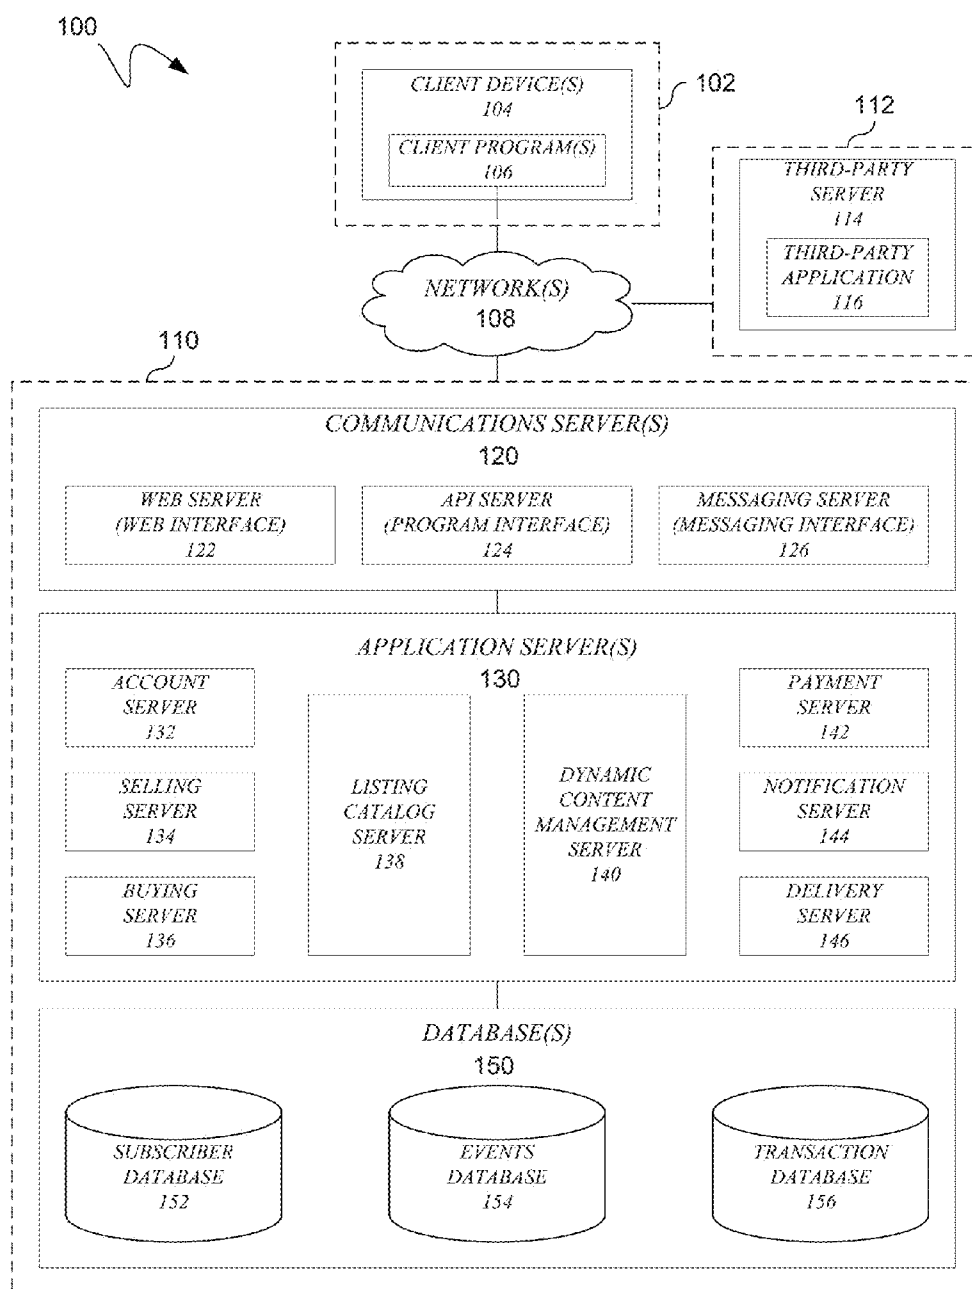 100
CLIENT DEVICE(S)
104
CLIENT PROGRAM(S)
106
102
112
THIRD-PARTY
SERVER
114
THIRD-PARTY
APPLICATION
116
NETWORK(S)
108
110
COMMUNICATIONS SERVER(S)
120
WEB SERVER
(WEB INTERFACE)
122
API SERVER
(PROGRAM INTERFACE)
124
MESSAGING SERVER
(MESSAGING INTERFACE)
126
APPLICATION SERVER(S)
130
ACCOUNT
SERVER
132
SELLING
SERVER
134
BUYING
SERVER
136
LISTING
CATALOG
SERVER
138
DYNAMIC
CONTENT
MANAGEMENT
SERVER
140
PAYMENT
SERVER
142
NOTIFICATION
SERVER
144
DELIVERY
SERVER
146
DATABASE(S)
150
SUBSCRIBER
DATABASE
152
EVENTS
DATABASE
154
TRANSACTION
DATABASE
156